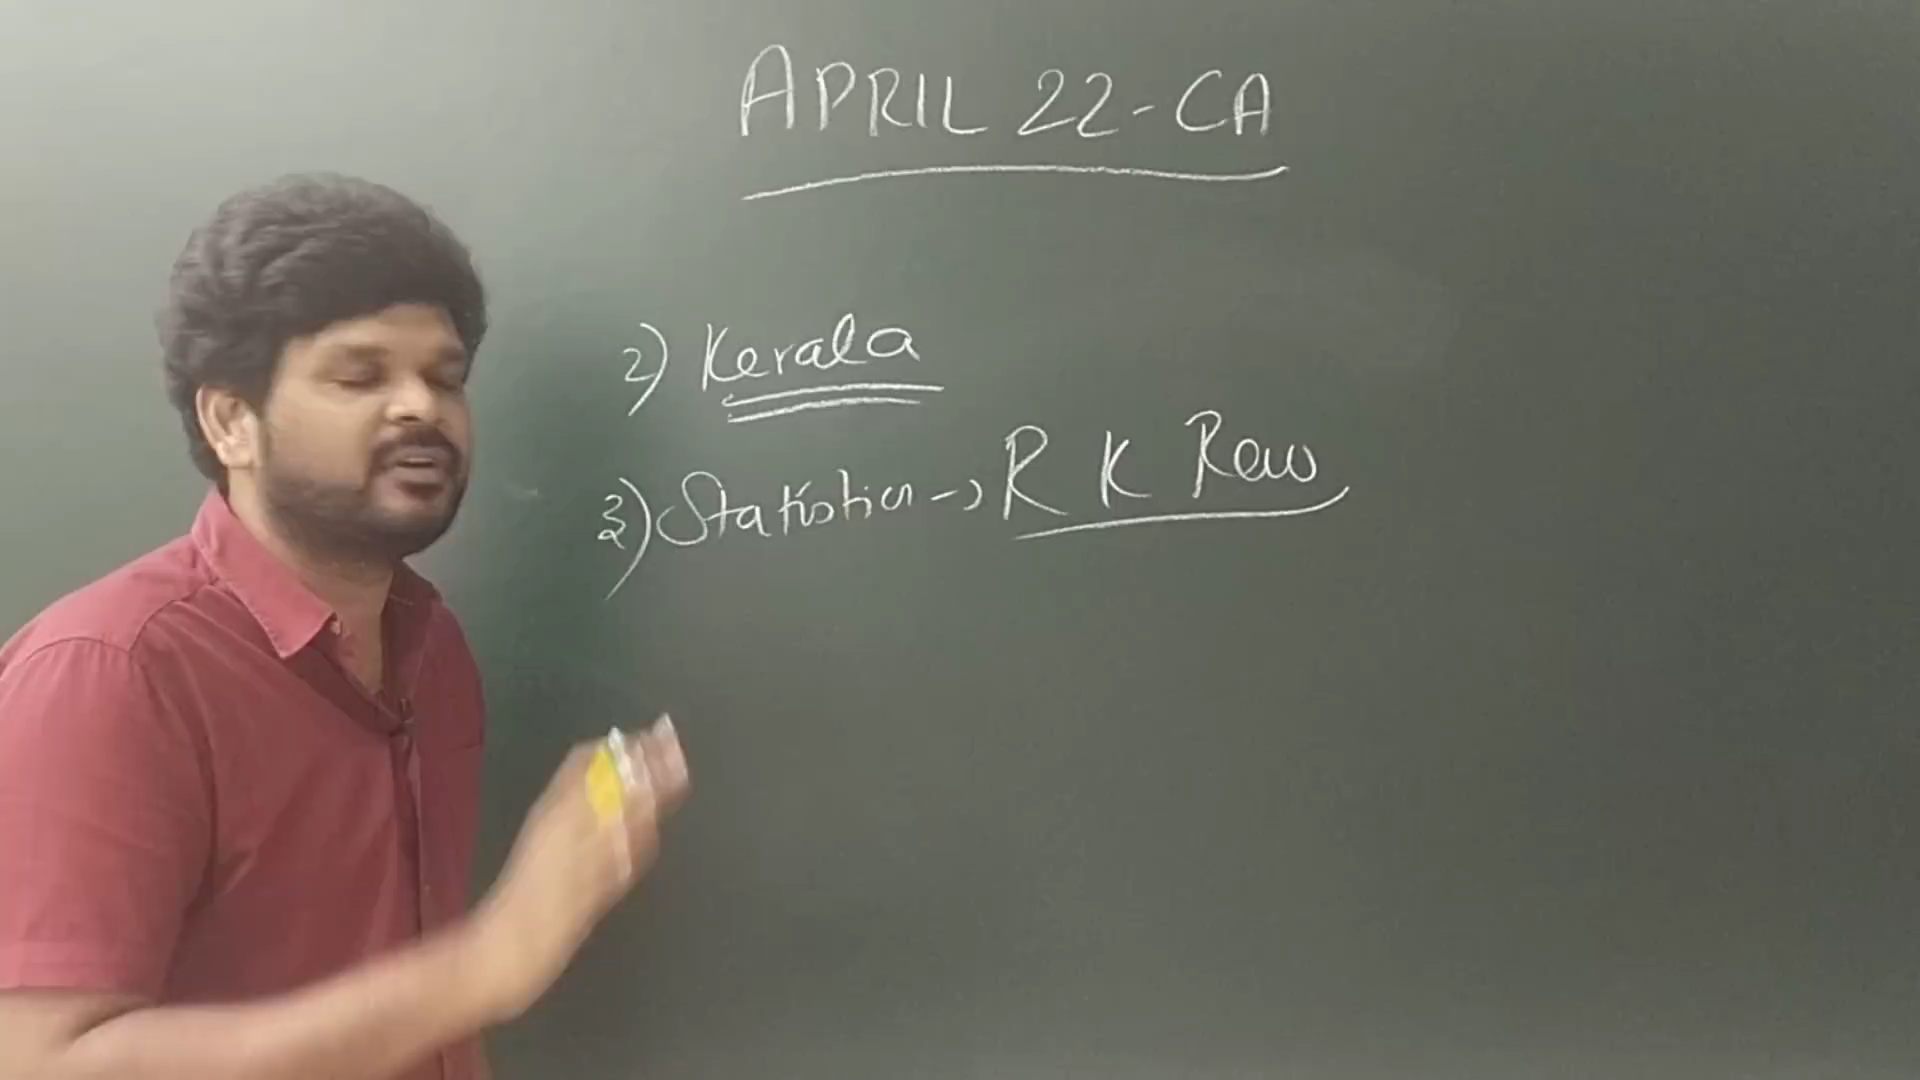 APRIL 22-CA
2) Kerala
3) Statistics → R K Rao